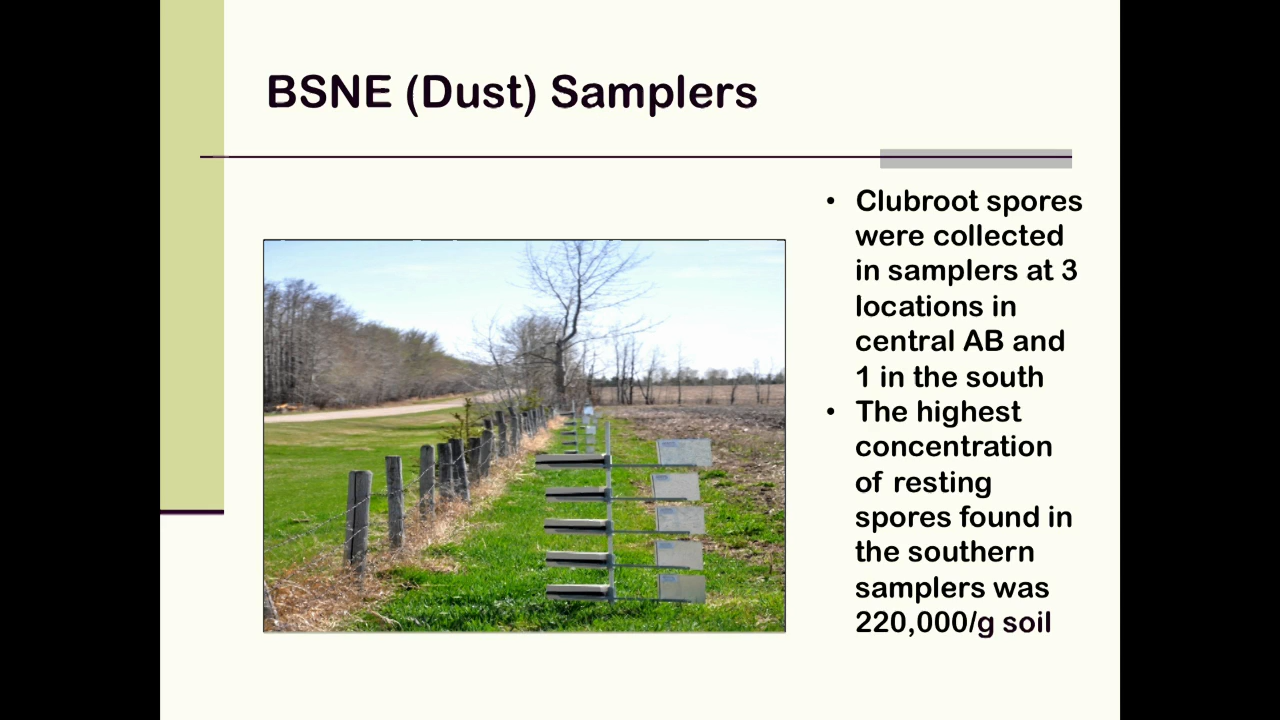 BSNE (Dust) Samplers
• Clubroot spores
were collected
in samplers at 3
locations in
central AB and
1 in the south
• The highest
concentration
of resting
spores found in
the southern
samplers was
220,000/g soil